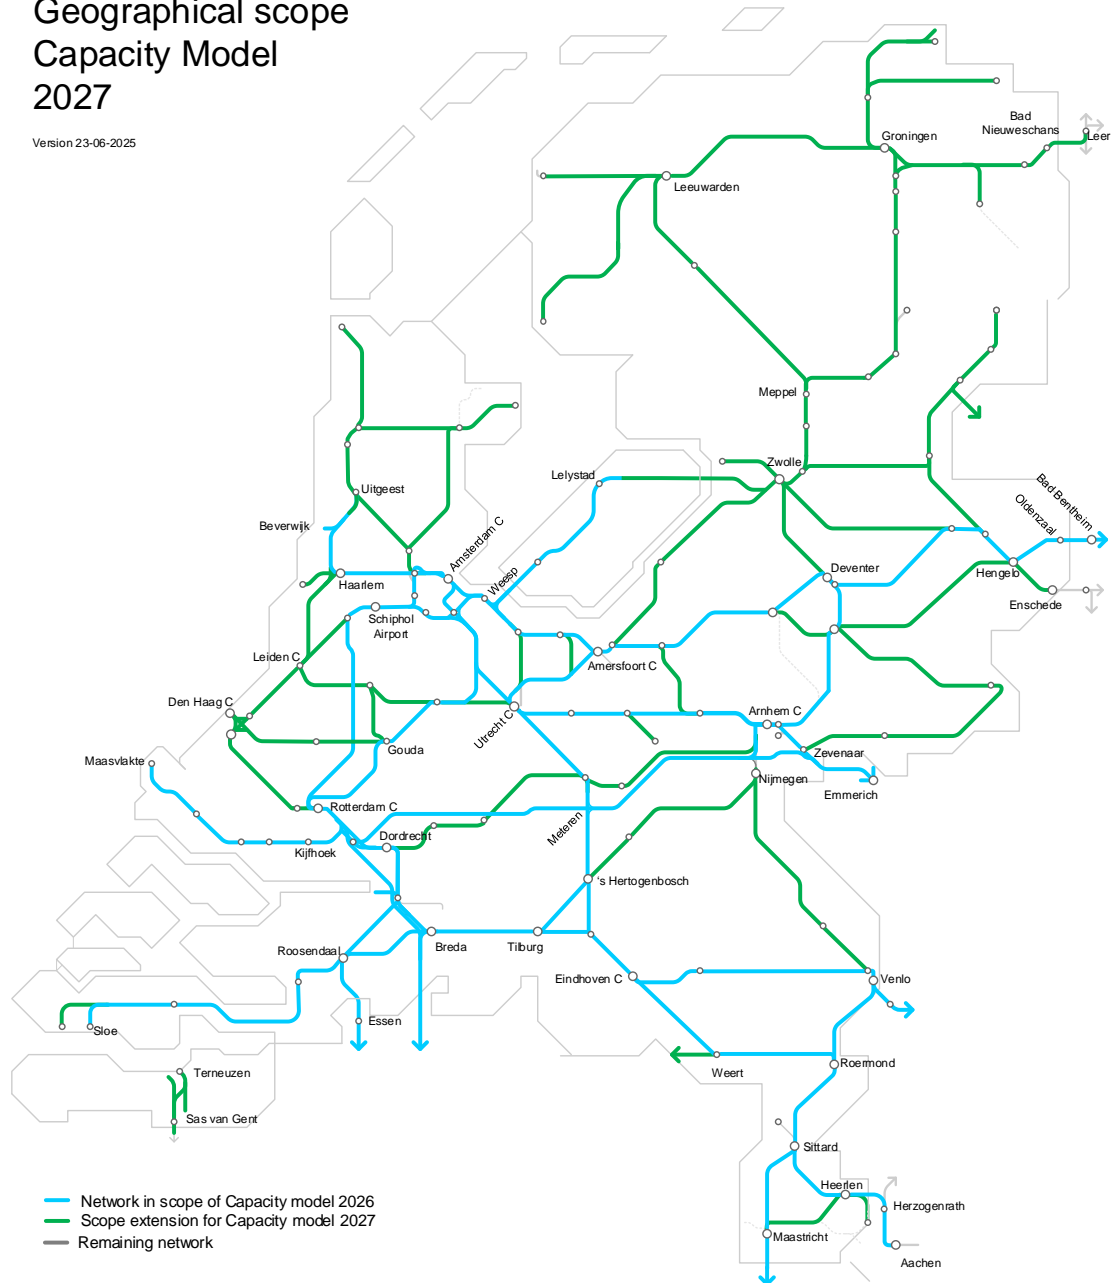 Geographical scope
Capacity Model
2027
Version 23-06-2025
Groningen
Bad
Nieuweschans
Leer
Leeuwarden
Meppel
Zwolle
Lelystad
Uitgeest
Beverwijk
Amsterdam C
Weesp
Oldenzaal
Bad Bentheim
Haarlem
Deventer
Hengelo
Enschede
Schiphol
Airport
Leiden C
Amersfoort C
Den Haag C
Utrecht C
Arnhem C
Gouda
Zevenaar
Maasvlakte
Nijmegen
Emmerich
Rotterdam C
Meteren
Dordrecht
Kijfhoek
's Hertogenbosch
Roosendaal
Breda
Tilburg
Eindhoven C
Venlo
Sloe
Essen
Roermond
Weert
Terneuzen
Sas van Gent
Sittard
Heerlen
Herzogenrath
Maastricht
Aachen
Network in scope of Capacity model 2026
Scope extension for Capacity model 2027
Remaining network